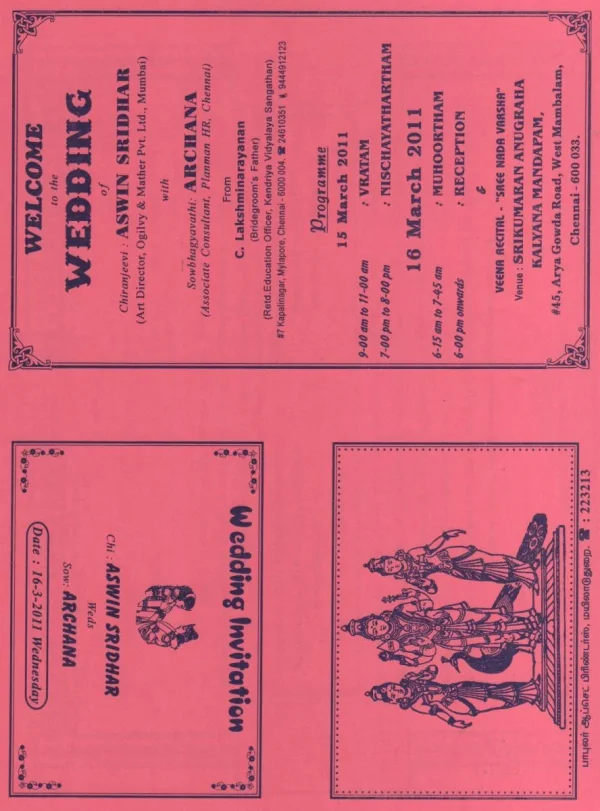 WELCOME
to the
WEDDING
of
Chiranjeevi : ASWIN SRIDHAR
(Art Director, Ogilvy & Mather Pvt. Ltd., Mumbai)
with
Sowbhagyavathi: ARCHANA
(Associate Consultant, Planman HR, Chennai)
From
C. Lakshminarayanan
(Bridegroom's Father)
(Retd.Education Officer, Kendriya Vidyalaya Sangathan)
#7 Kapalinagar, Mylapore, Chennai - 6000 004. ☎ 24610351 9444912123
Programme
15 March 2011
9-00 am to 11-00 am : VRATAM
7-00 pm to 8-00 pm : NISCHAYATHARTHAM
16 March 2011
6-15 am to 7-45 am : MUHOORTHAM
6-00 pm onwards : RECEPTION
&
VEENA RECITAL - "SREE NADA VARSHA"
Venue : SRIKUMARAN ANUGRAHA
KALYANA MANDAPAM,
#45, Arya Gowda Road, West Mambalam,
Chennai - 600 033.
Wedding Invitation
Chi : ASWIN SRIDHAR
Weds
Sow: ARCHANA
Date : 16-3-2011 Wednesday
பாபுலர் ஆப்செட் பிரிண்டர்ஸ், மயிலாடுதுறை. ☎ : 223213